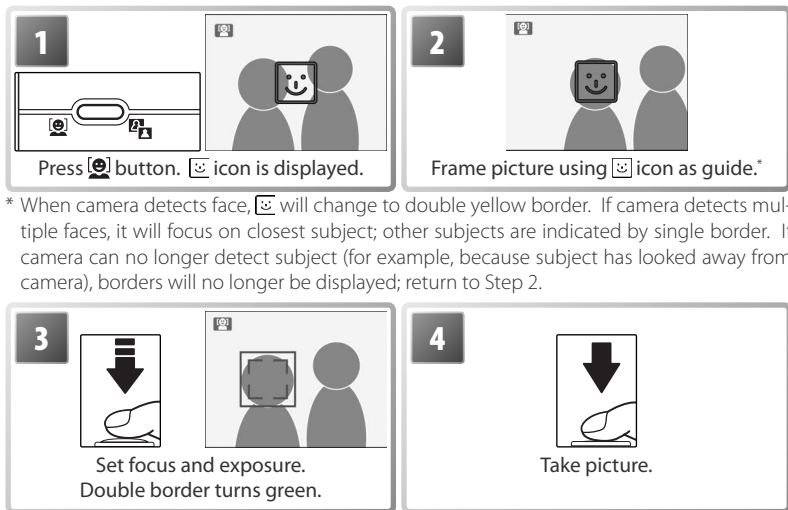 1
Press button. icon is displayed.
2
Frame picture using icon as guide.*
* When camera detects face, will change to double yellow border. If camera detects mul-
tiple faces, it will focus on closest subject; other subjects are indicated by single border. If
camera can no longer detect subject (for example, because subject has looked away from
camera), borders will no longer be displayed; return to Step 2.
3
Set focus and exposure.
Double border turns green.
4
Take picture.